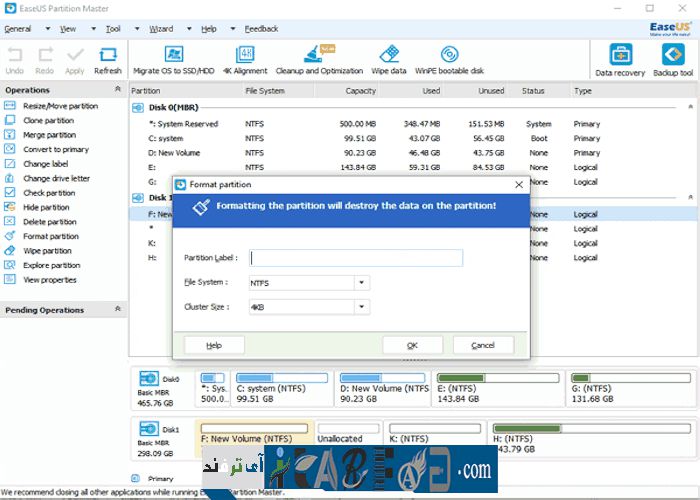 EaseUS Partition Master
General View Tool Wizard Help Feedback
EaseUS
Make your life easy!
Undo Redo Apply Refresh Migrate OS to SSD/HDD 4K Alignment Cleanup and Optimization Wipe data WinPE bootable disk Data recovery Backup tool
Operations
Resize/Move partition
Clone partition
Merge partition
Convert to primary
Change label
Change drive letter
Check partition
Hide partition
Delete partition
Format partition
Wipe partition
Explore partition
View properties
Pending Operations
Partition File System Capacity Used Unused Status Type
Disk 0(MBR)
*: System Reserved NTFS 500.00 MB 348.47 MB 151.53 MB System Primary
C: system NTFS 99.51 GB 43.07 GB 56.45 GB Boot Primary
D: New Volume NTFS 90.23 GB 46.48 GB 43.75 GB None Primary
E: NTFS 143.84 GB 59.31 GB 84.53 GB None Logical
G: None Logical
Disk 1
F: New None Logical
* None Logical
K: None Logical
H: None Logical
Format partition
Formatting the partition will destroy the data on the partition!
Partition Label :
File System : NTFS
Cluster Size : 4KB
Help OK Cancel
Disk0
Basic MBR
465.76 GB
*: Sys...
500.0...
C: system (NTFS)
99.51 GB
D: New Volume (NTFS)
90.23 GB
E: (NTFS)
143.84 GB
G: (NTFS)
131.68 GB
Disk1
Basic MBR
298.09 GB
F: New Volume (NTFS)
Unallocated
K: (NTFS)
H: (NTFS)
43.79 GB
آی ترفند
.com
Primary
We recommend closing all other applications while running Partition Master.